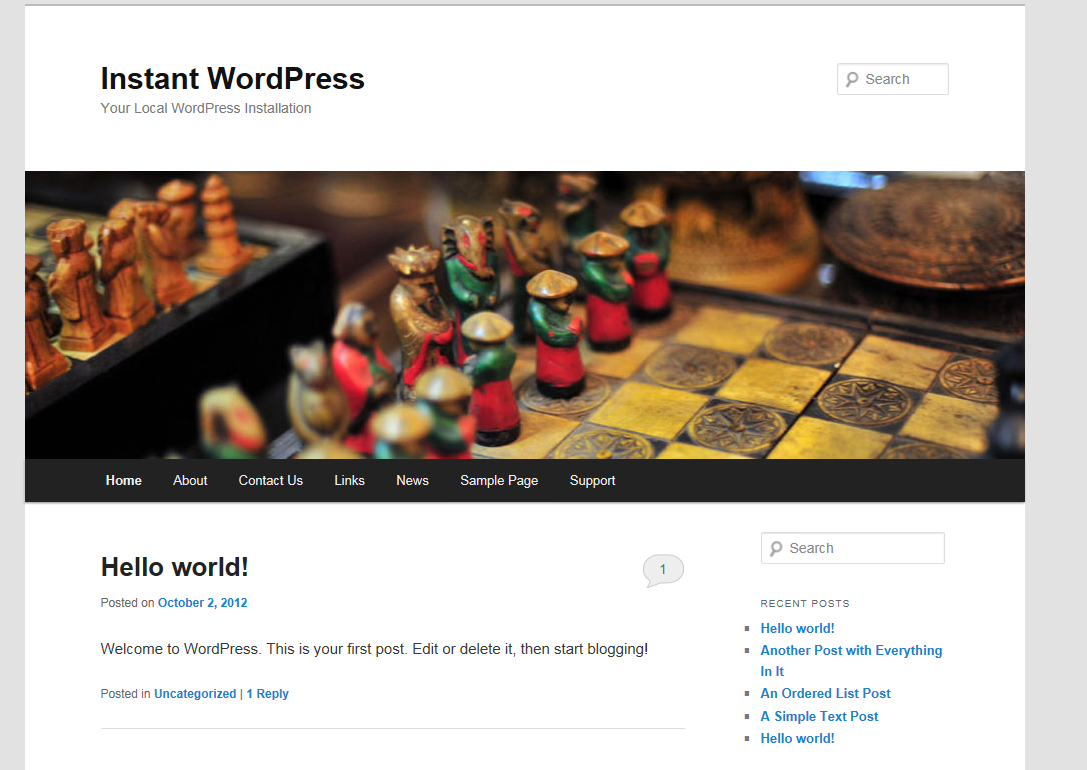 Instant WordPress
Your Local WordPress Installation
Search
Home About Contact Us Links News Sample Page Support
Hello world!
1
Posted on October 2, 2012
Welcome to WordPress. This is your first post. Edit or delete it, then start blogging!
Posted in Uncategorized | 1 Reply
Search
RECENT POSTS
Hello world!
Another Post with Everything
In It
An Ordered List Post
A Simple Text Post
Hello world!